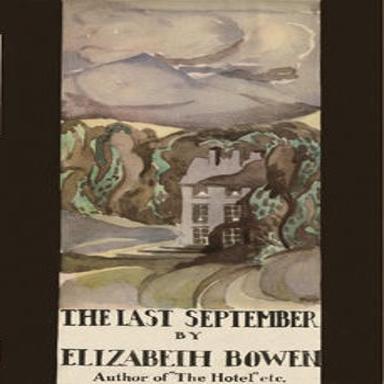 THE LAST SEPTEMBER
BY
ELIZABETH BOWEN
Author of "The Hotel" etc.